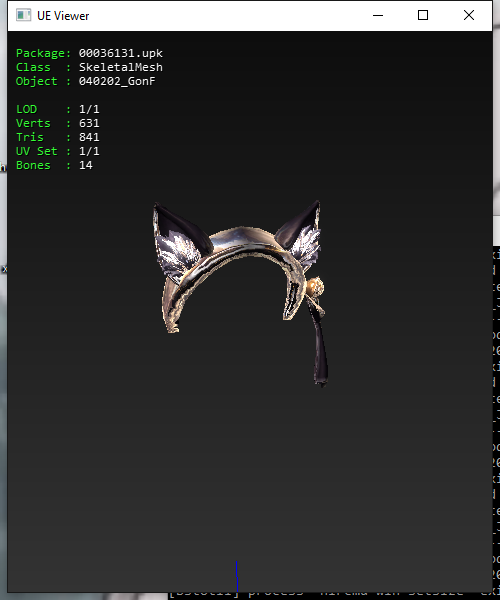 UE Viewer
Package: 00036131.upk
Class  : SkeletalMesh
Object : 040202_GonF
LOD    : 1/1
Verts  : 631
Tris   : 841
UV Set : 1/1
Bones  : 14